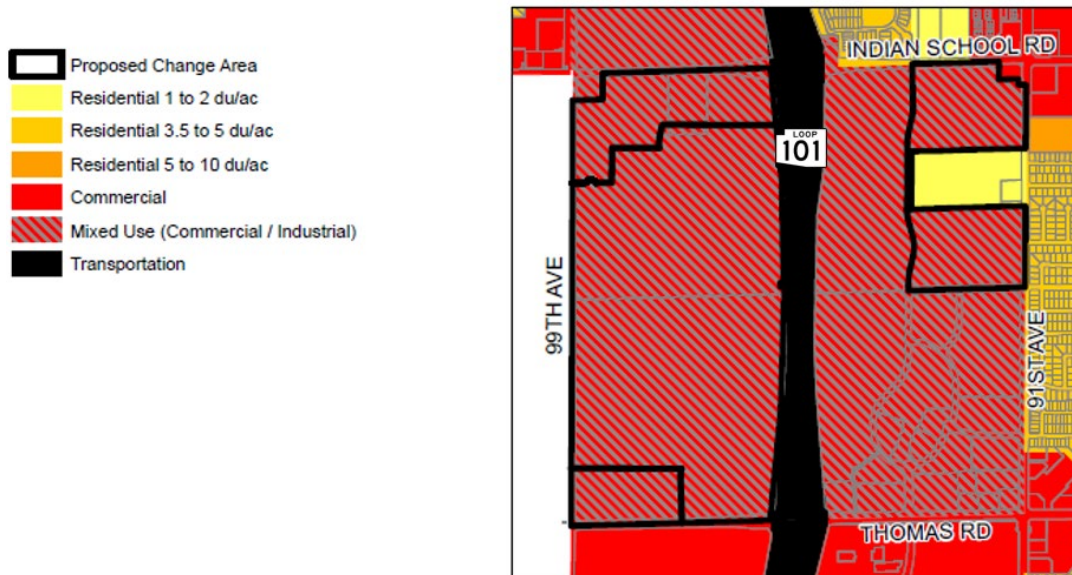 Proposed Change Area
Residential 1 to 2 du/ac
Residential 3.5 to 5 du/ac
Residential 5 to 10 du/ac
Commercial
Mixed Use (Commercial / Industrial)
Transportation
INDIAN SCHOOL RD
LOOP
101
99TH AVE
91ST AVE
THOMAS RD